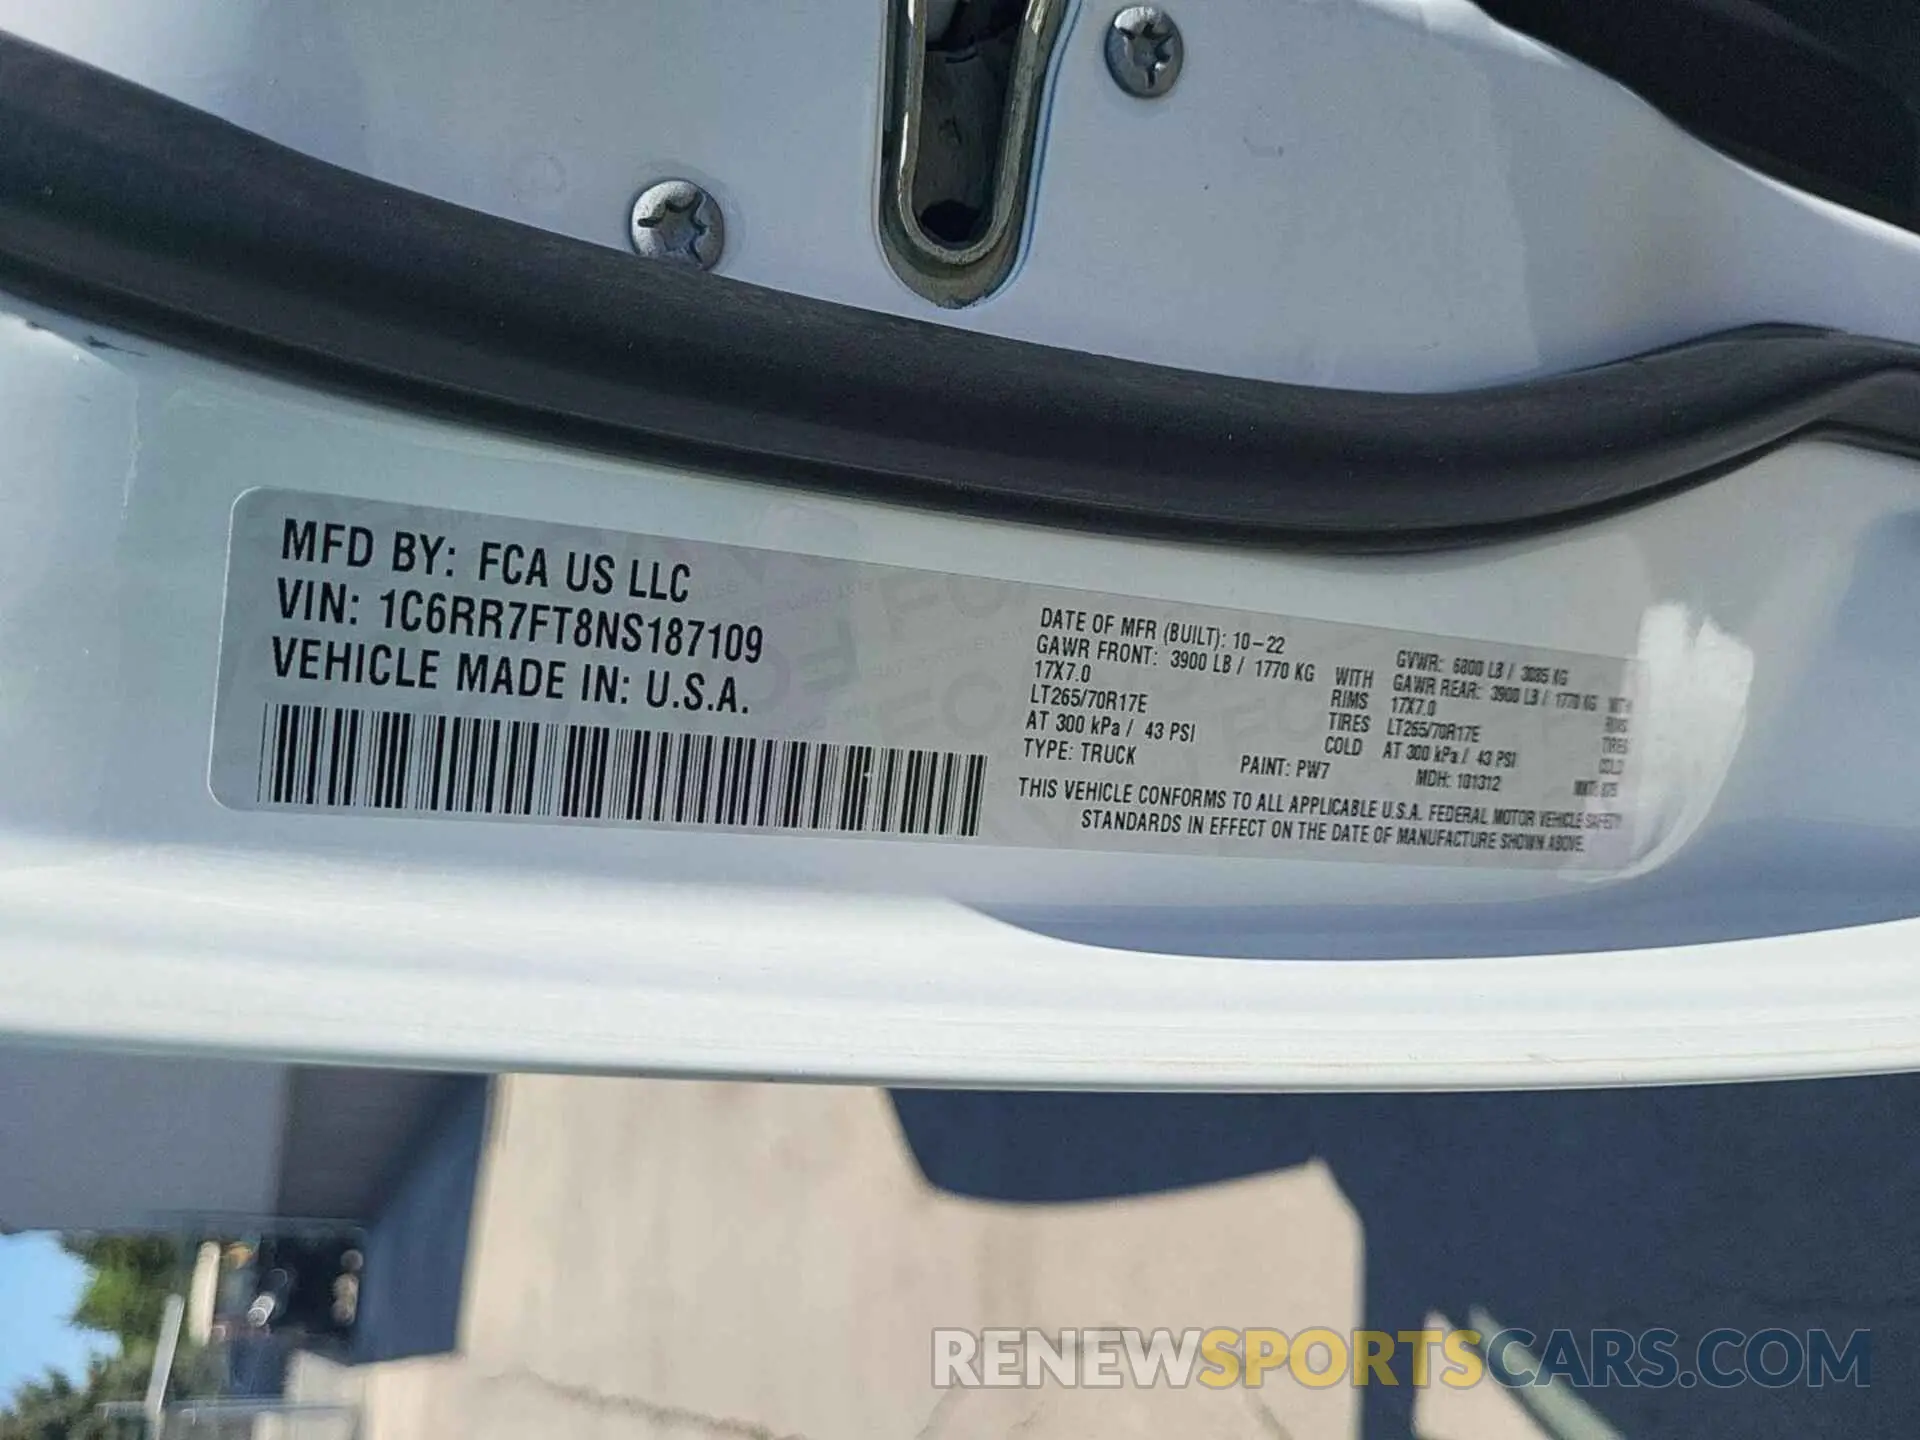 MFD BY: FCA US LLC
VIN: 1C6RR7FT8NS187109
VEHICLE MADE IN: U.S.A.
DATE OF MFR (BUILT): 10-22
GAWR FRONT: 3900 LB / 1770 KG WITH
17X7.0 RIMS
LT265/70R17E TIRES
AT 300 kPa / 43 PSI COLD
TYPE: TRUCK PAINT: PW7
GVWR: 6800 LB / 3085 KG
GAWR REAR: 3900 LB / 1770 KG WITH
17X7.0 RIMS
LT265/70R17E TIRES
AT 300 kPa / 43 PSI COLD
MDH: 101312
THIS VEHICLE CONFORMS TO ALL APPLICABLE U.S.A. FEDERAL MOTOR VEHICLE SAFETY
STANDARDS IN EFFECT ON THE DATE OF MANUFACTURE SHOWN ABOVE.
RENEWSPORTSCARS.COM